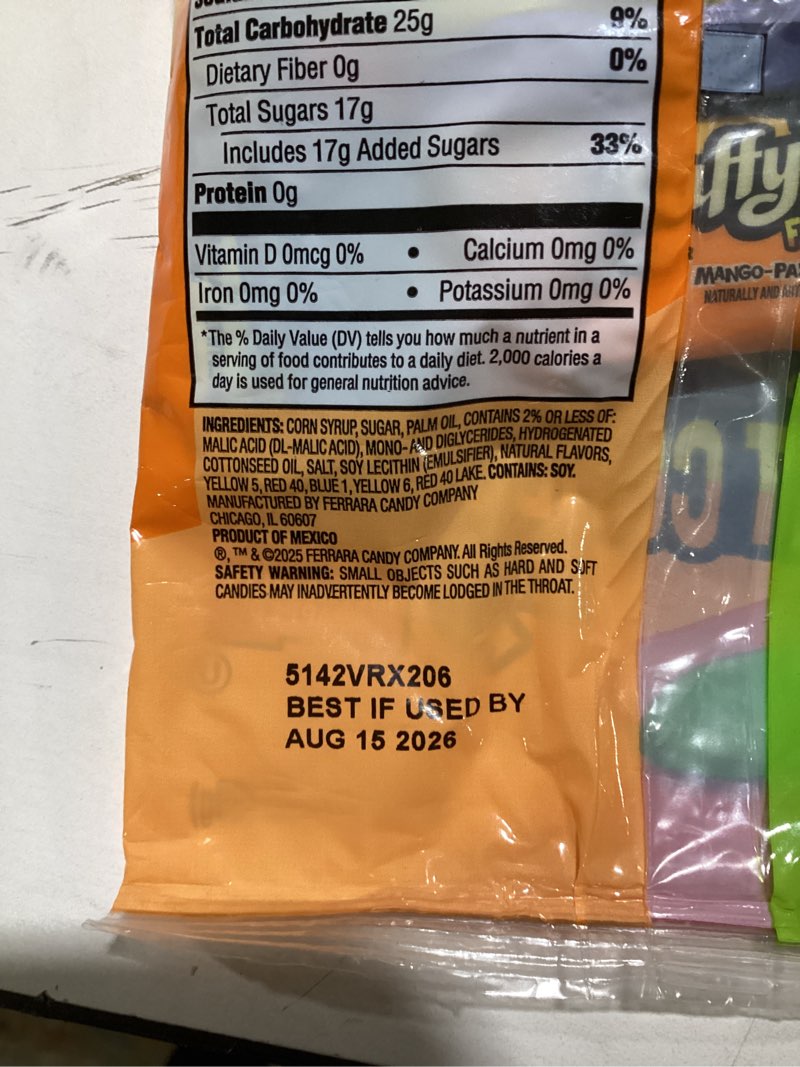 Total Carbohydrate 25g 9%
Dietary Fiber 0g 0%
Total Sugars 17g
Includes 17g Added Sugars 33%
Protein 0g
Vitamin D 0mcg 0% • Calcium 0mg 0%
Iron 0mg 0% • Potassium 0mg 0%
*The % Daily Value (DV) tells you how much a nutrient in a
serving of food contributes to a daily diet. 2,000 calories a
day is used for general nutrition advice.
INGREDIENTS: CORN SYRUP, SUGAR, PALM OIL, CONTAINS 2% OR LESS OF:
MALIC ACID (DL-MALIC ACID), MONO- AND DIGLYCERIDES, HYDROGENATED
COTTONSEED OIL, SALT, SOY LECITHIN (EMULSIFIER), NATURAL FLAVORS,
YELLOW 5, RED 40, BLUE 1, YELLOW 6, RED 40 LAKE. CONTAINS: SOY.
MANUFACTURED BY FERRARA CANDY COMPANY
CHICAGO, IL 60607
PRODUCT OF MEXICO
®, ™ & ©2025 FERRARA CANDY COMPANY. All Rights Reserved.
SAFETY WARNING: SMALL OBJECTS SUCH AS HARD AND SOFT
CANDIES MAY INADVERTENTLY BECOME LODGED IN THE THROAT.
5142VRX206
BEST IF USED BY
AUG 15 2026
ffy
MANGO-PA
NATURALLY AND